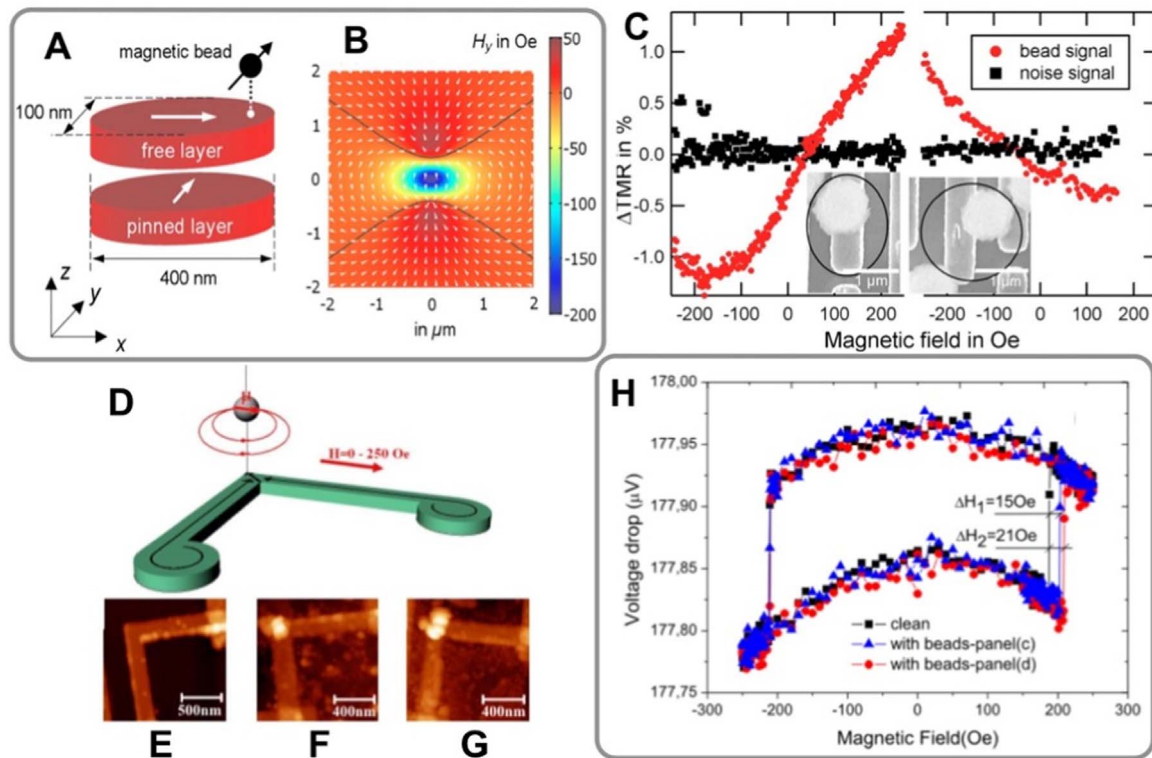 A
magnetic bead
100 nm
free layer
pinned layer
400 nm
z
y
x
B
H_y in Oe
2
1
0
-1
-2
-2 -1 0 1 2
in µm
50
0
-50
-100
-150
-200
C
ΔTMR in %
1.0
0.5
0.0
-0.5
-1.0
bead signal
noise signal
1 µm
1 µm
-200 -100 0 100 200 -200 -100 0 100 200
Magnetic field in Oe
D
H
H=0 - 250 Oe
500nm
400nm
400nm
E F G
H
Voltage drop (µV)
178,00
177,95
177,90
177,85
177,80
177,75
ΔH₁=15Oe
ΔH₂=21Oe
clean
with beads-panel(c)
with beads-panel(d)
-300 -200 -100 0 100 200 300
Magnetic Field(Oe)